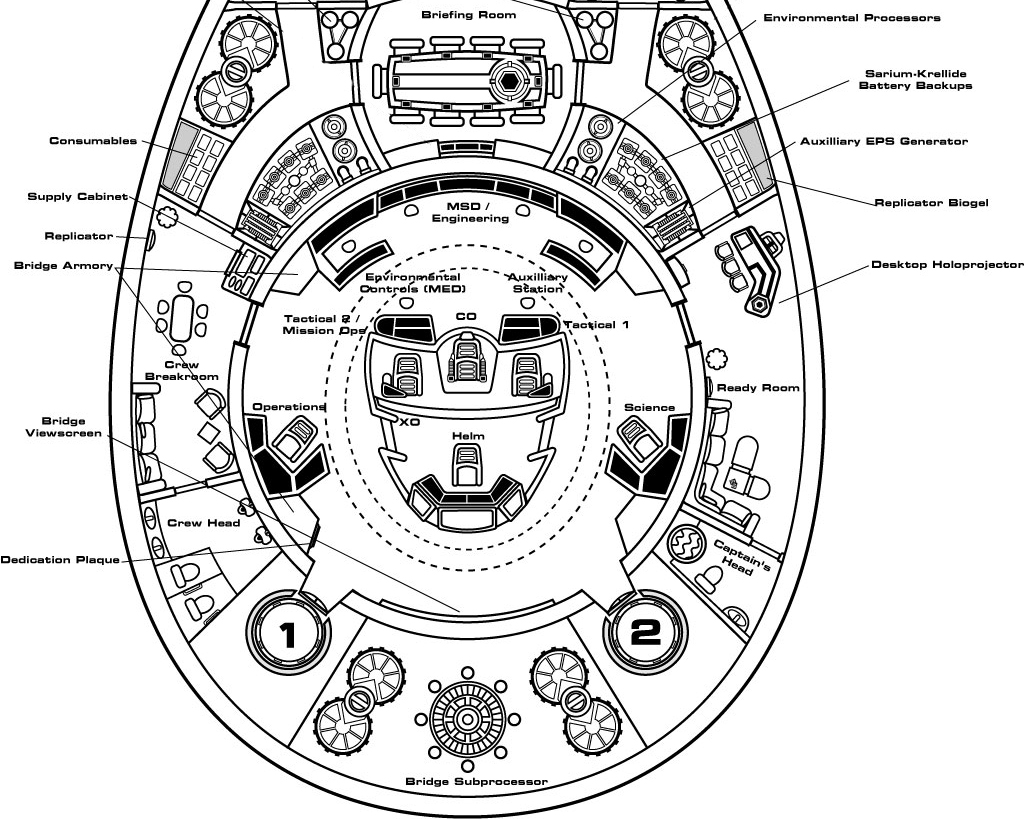 Briefing Room
Environmental Processors
Sarium-Krellide
Battery Backups
Consumables
Auxilliary EPS Generator
Supply Cabinet
MSD /
Engineering
Replicator Biogel
Replicator
Bridge Armory
Desktop Holoprojector
Environmental
Controls (MED)
Auxilliary
Station
Tactical 2 /
Mission Ops
CO
Tactical 1
Crew
Breakroom
Ready Room
Operations
Science
Bridge
Viewscreen
XO
Helm
Crew Head
Captain's
Head
Dedication Plaque
1
2
Bridge Subprocessor